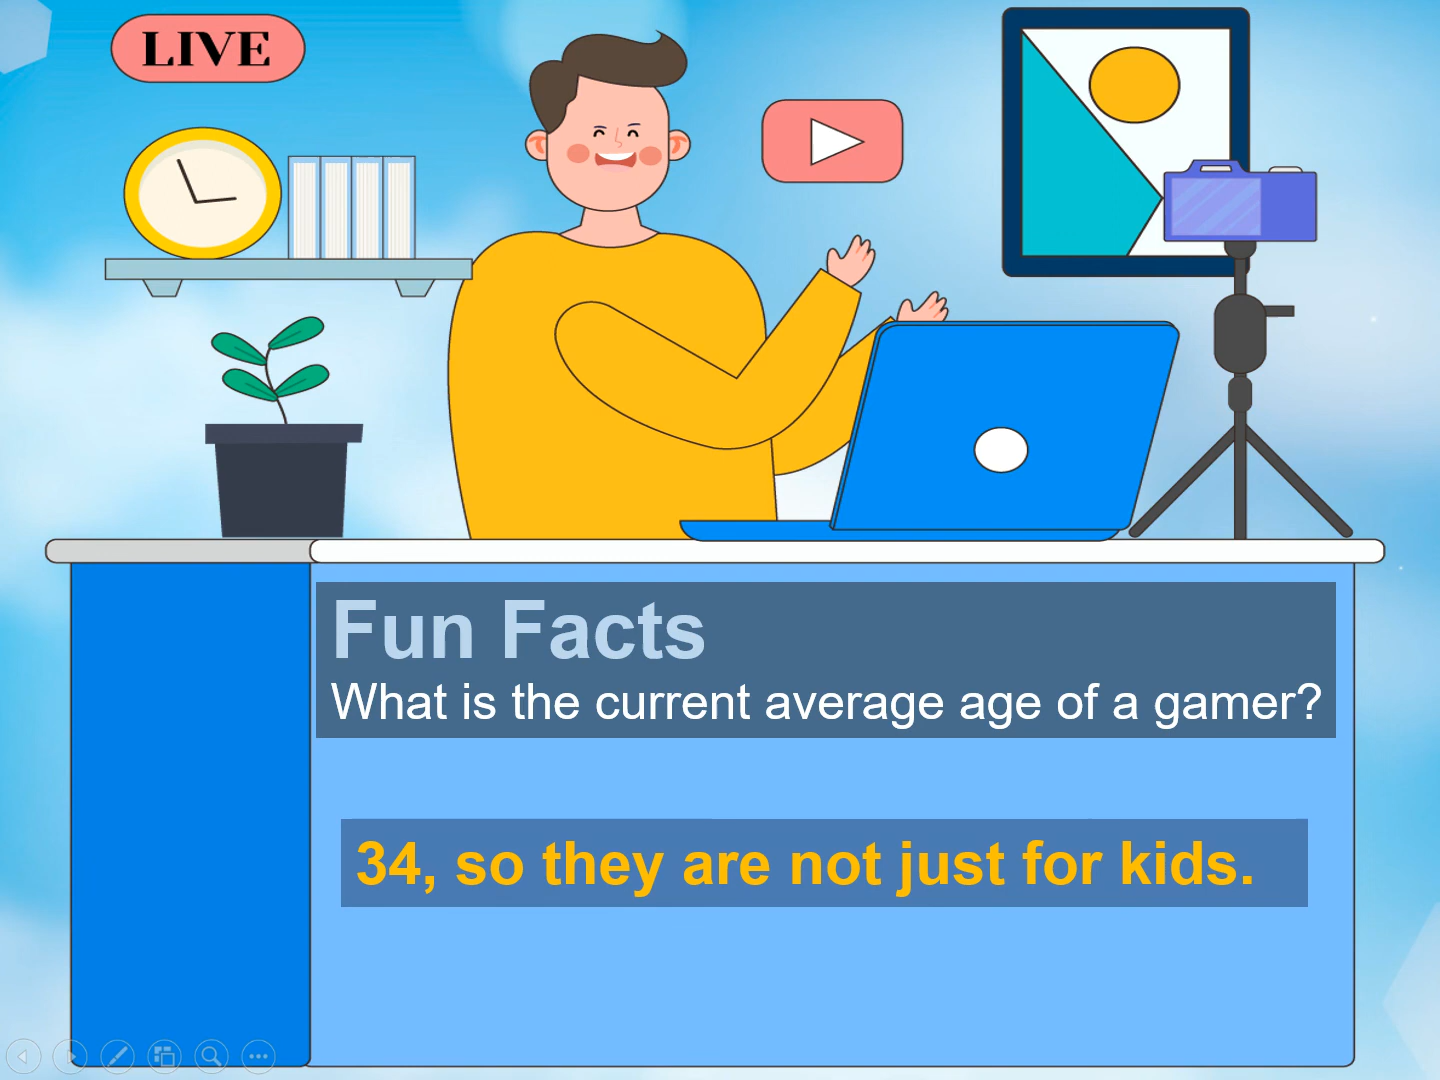 LIVE
Fun Facts
What is the current average age of a gamer?
34, so they are not just for kids.